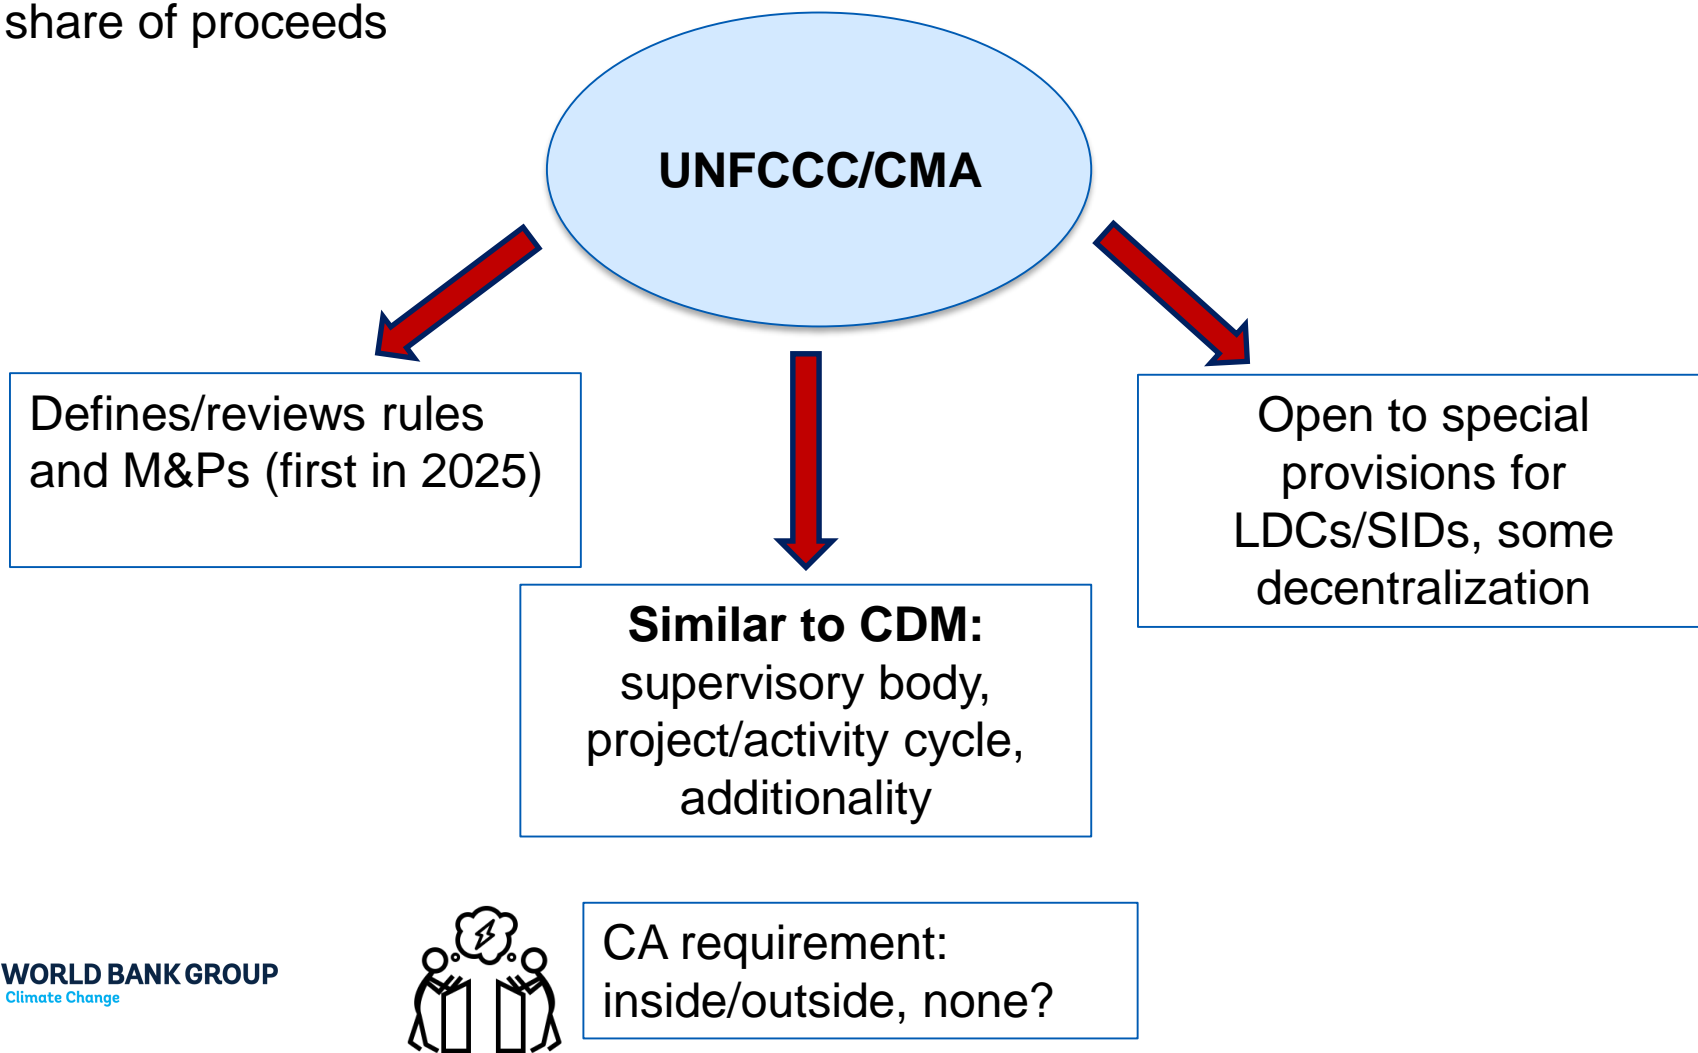 share of proceeds
UNFCCC/CMA
Defines/reviews rules
and M&Ps (first in 2025)
Open to special
provisions for
LDCs/SIDs, some
decentralization
Similar to CDM:
supervisory body,
project/activity cycle,
additionality
CA requirement:
inside/outside, none?
WORLD BANK GROUP
Climate Change